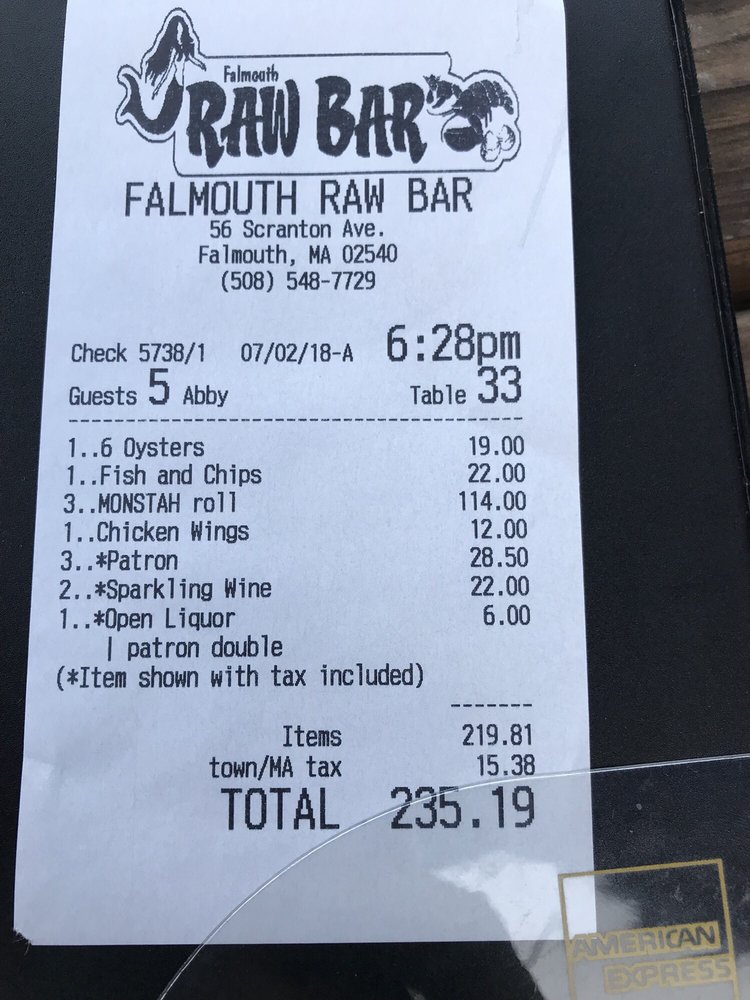 Falmouth
RAW BAR
FALMOUTH RAW BAR
56 Scranton Ave.
Falmouth, MA 02540
(508) 548-7729
Check 5738/1 07/02/18-A 6:28pm
Guests 5 Abby Table 33
1..6 Oysters 19.00
1..Fish and Chips 22.00
3..MONSTAH roll 114.00
1..Chicken Wings 12.00
3..*Patron 28.50
2..*Sparkling Wine 22.00
1..*Open Liquor 6.00
| patron double
(*Item shown with tax included)
Items 219.81
town/MA tax 15.38
TOTAL 235.19
AMERICAN
EXPRESS